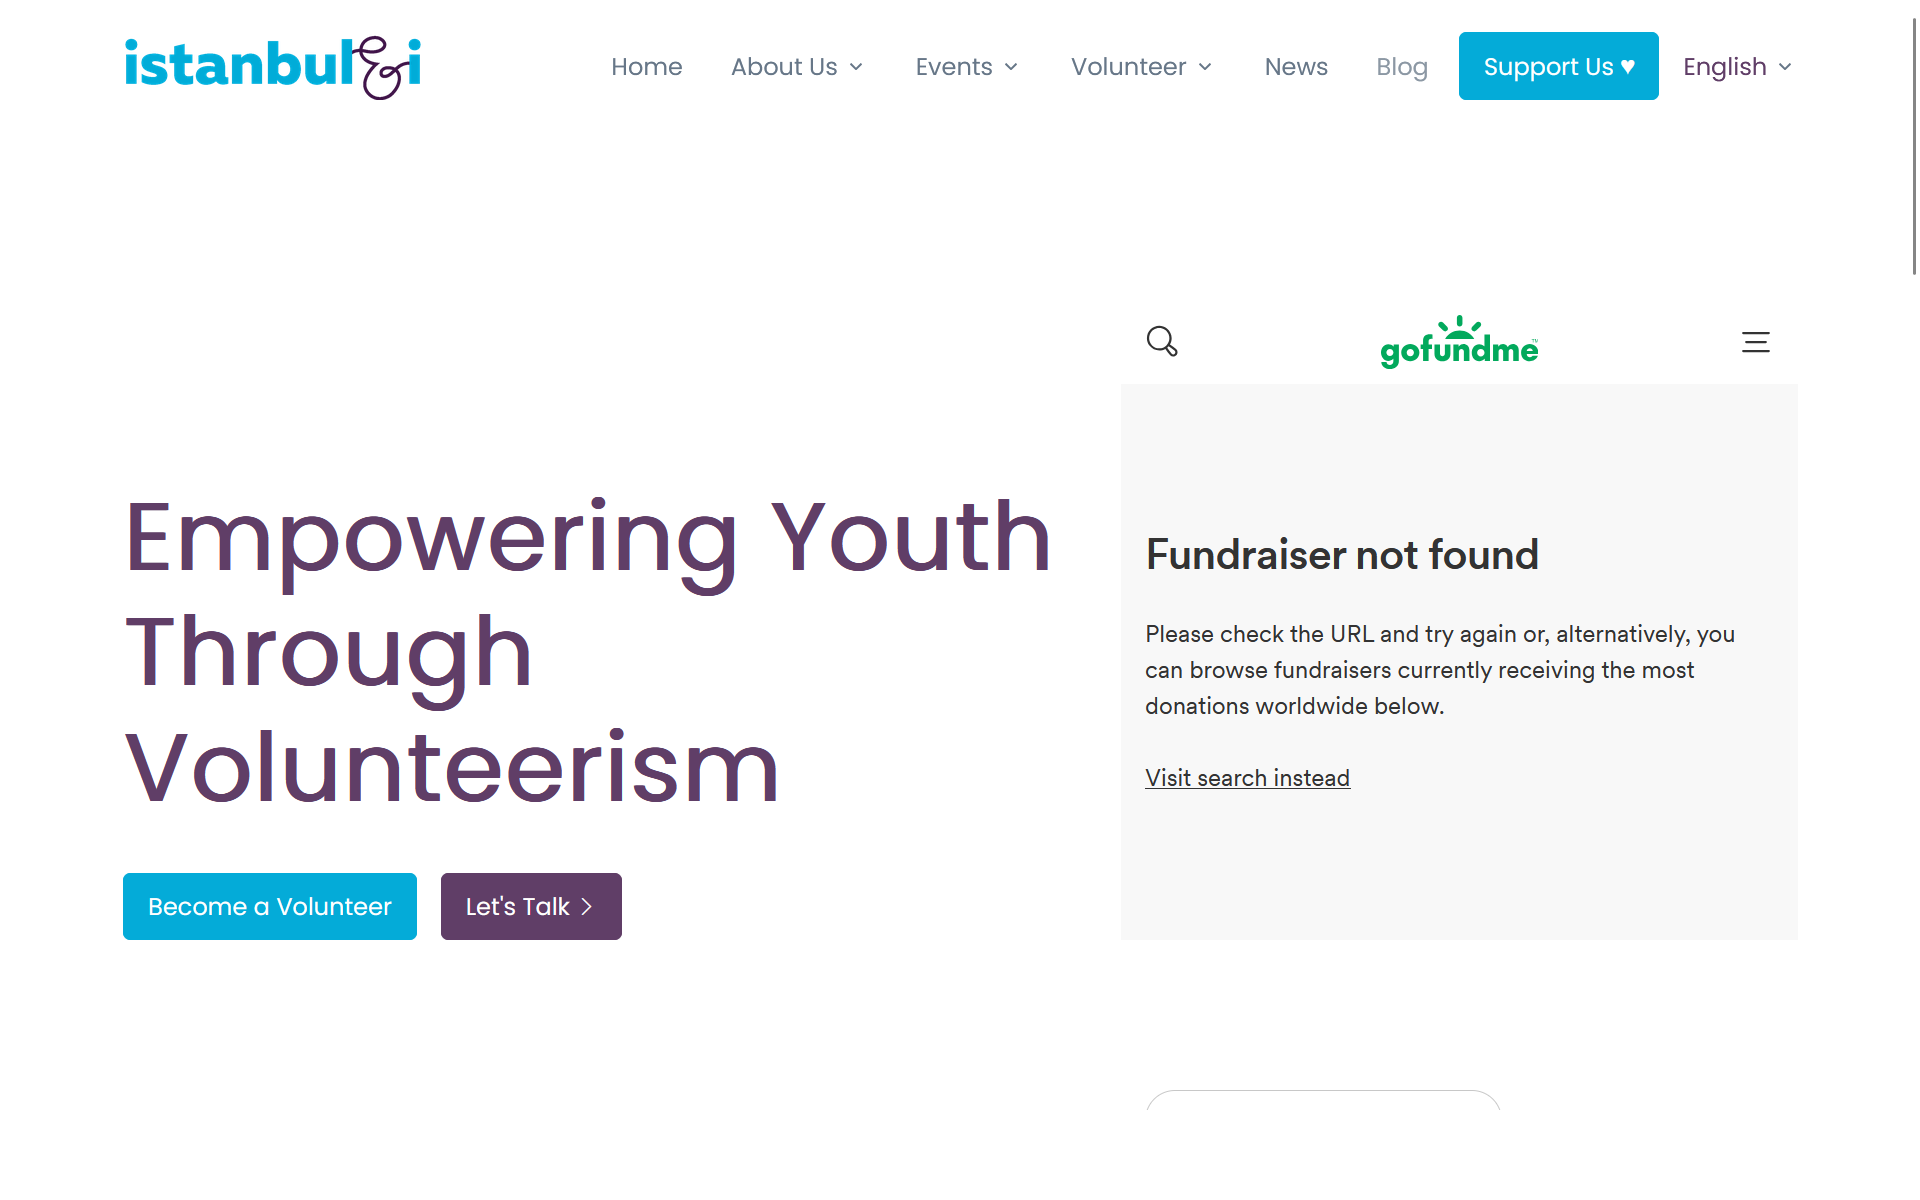 istanbul&i
Home
About Us
Events
Volunteer
News
Blog
Support Us ♥
English
gofundme™
Empowering Youth
Through
Volunteerism
Become a Volunteer
Let's Talk
Fundraiser not found
Please check the URL and try again or, alternatively, you
can browse fundraisers currently receiving the most
donations worldwide below.
Visit search instead